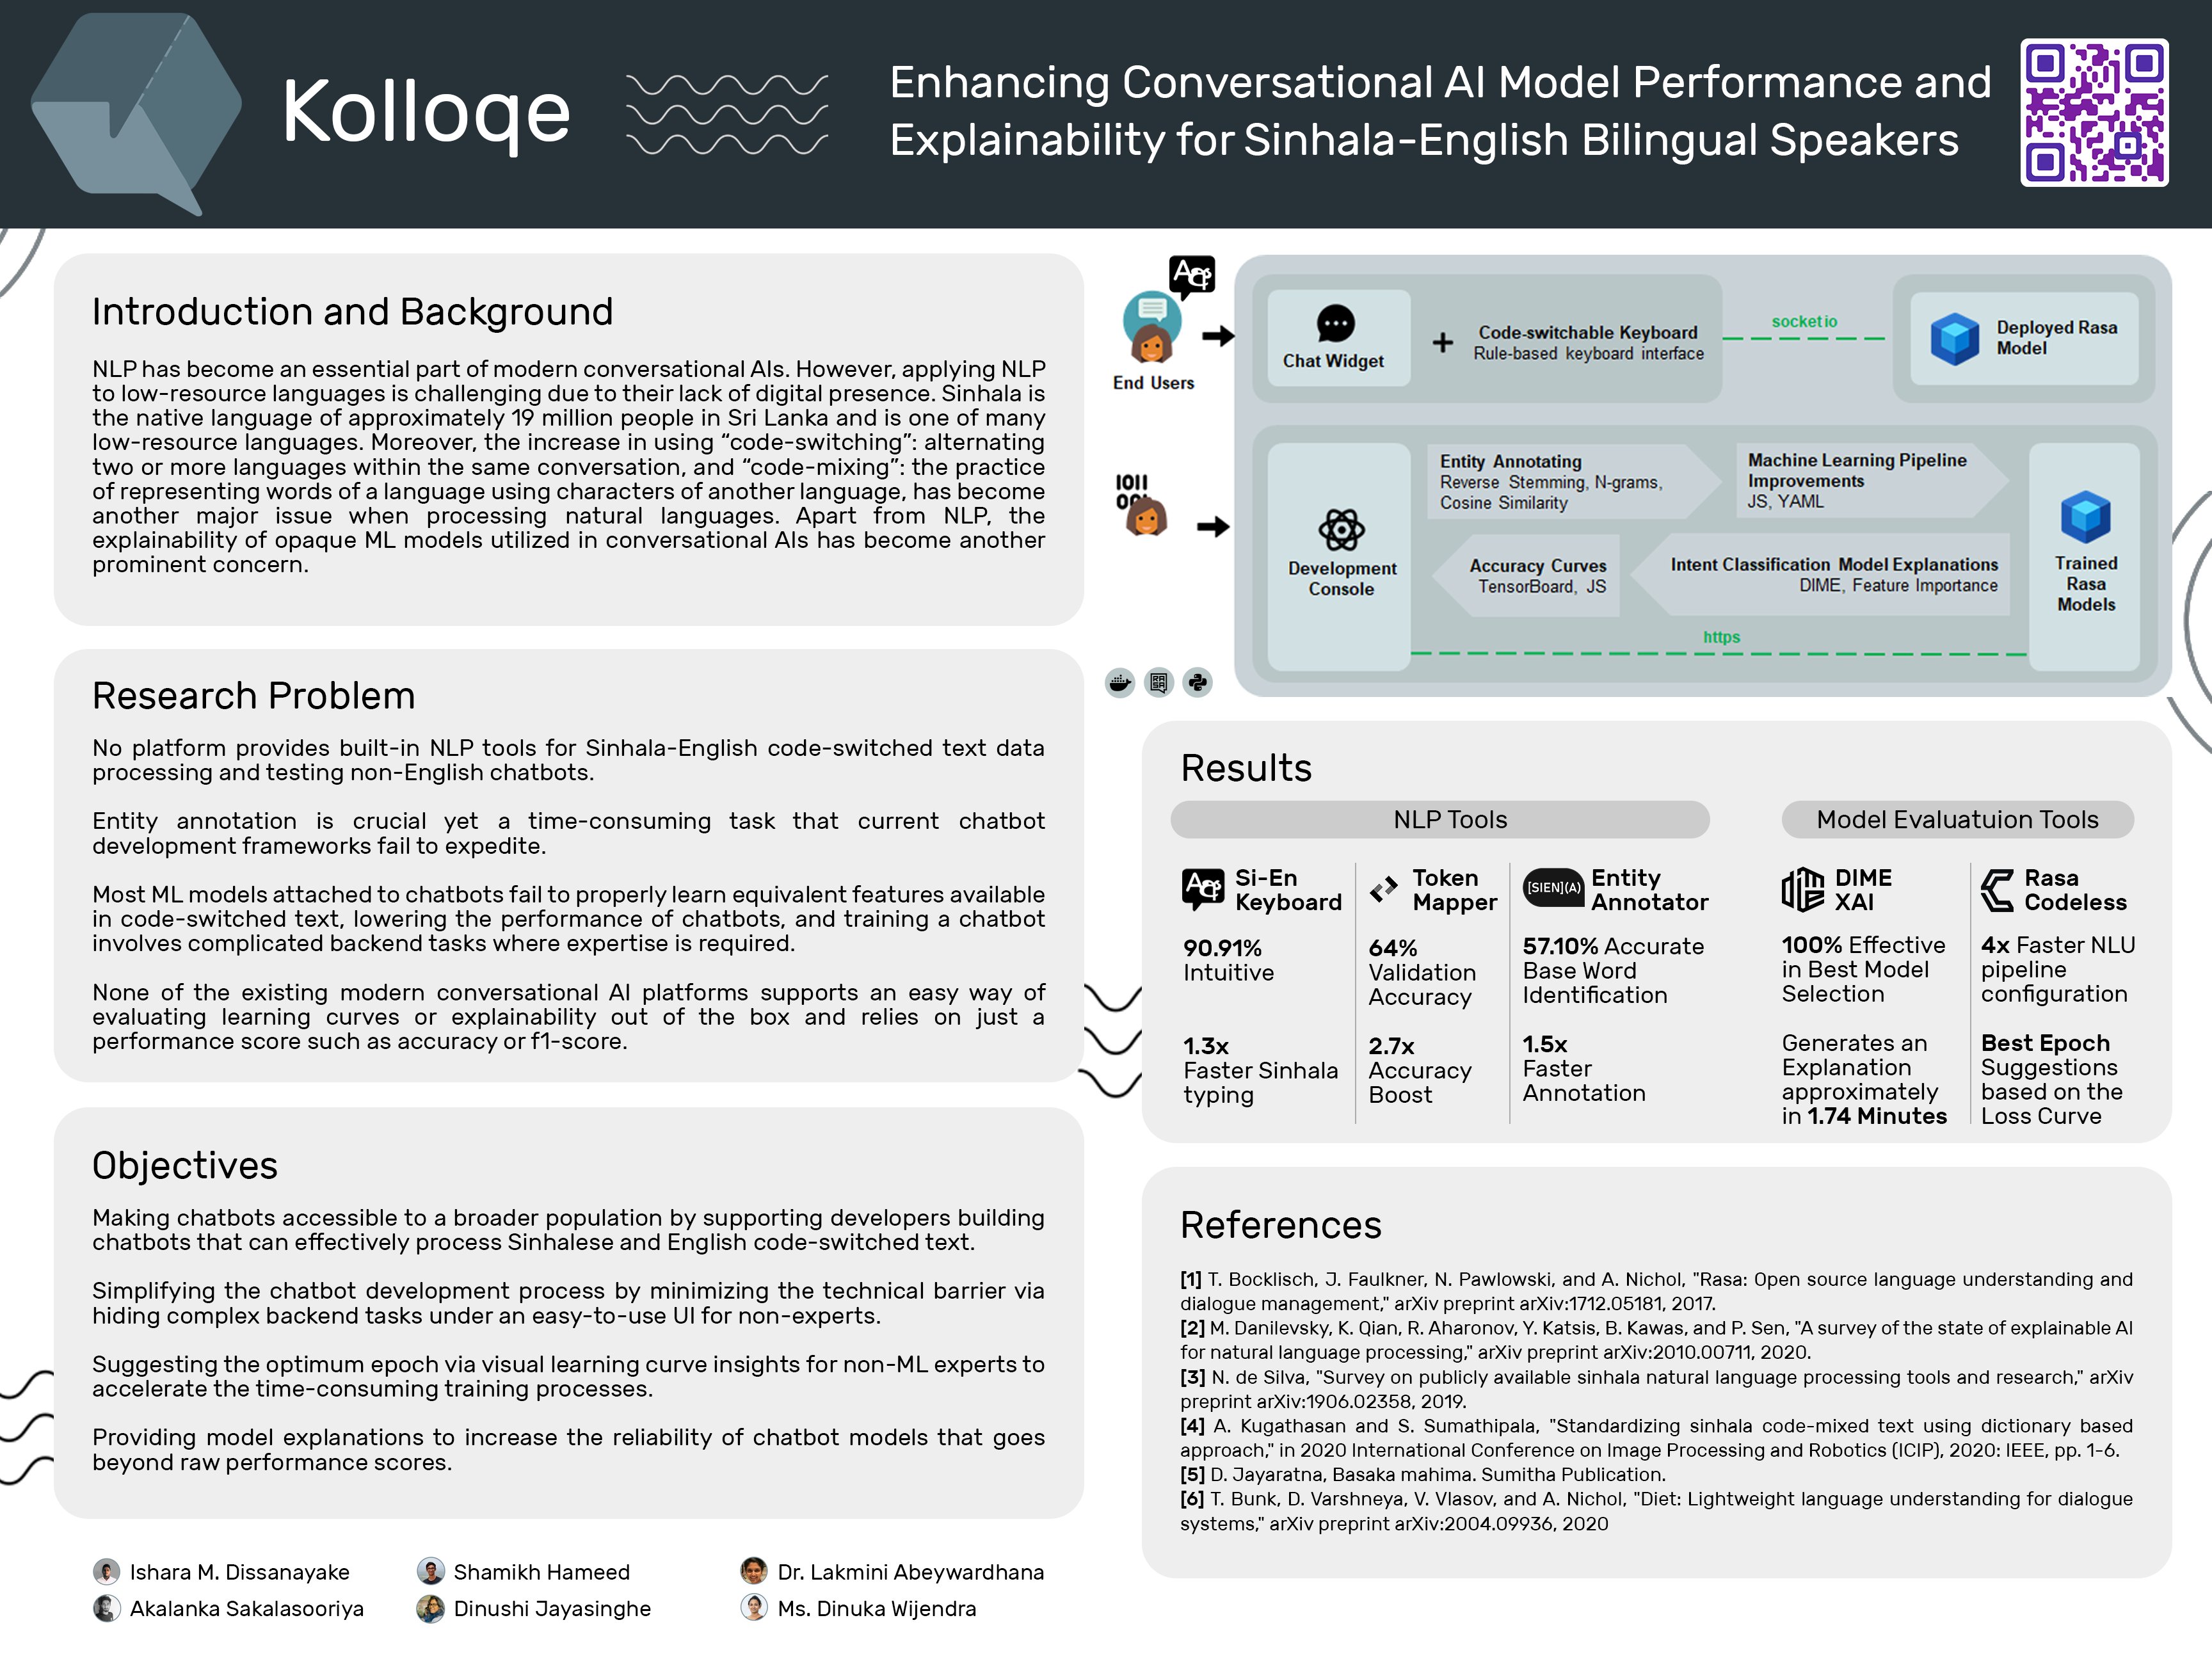 Kolloqe
Enhancing Conversational AI Model Performance and
Explainability for Sinhala-English Bilingual Speakers
Introduction and Background
NLP has become an essential part of modern conversational AIs. However, applying NLP
to low-resource languages is challenging due to their lack of digital presence. Sinhala is
the native language of approximately 19 million people in Sri Lanka and is one of many
low-resource languages. Moreover, the increase in using “code-switching”: alternating
two or more languages within the same conversation, and “code-mixing”: the practice
of representing words of a language using characters of another language, has become
another major issue when processing natural languages. Apart from NLP, the
explainability of opaque ML models utilized in conversational AIs has become another
prominent concern.
Research Problem
No platform provides built-in NLP tools for Sinhala-English code-switched text data
processing and testing non-English chatbots.
Entity annotation is crucial yet a time-consuming task that current chatbot
development frameworks fail to expedite.
Most ML models attached to chatbots fail to properly learn equivalent features available
in code-switched text, lowering the performance of chatbots, and training a chatbot
involves complicated backend tasks where expertise is required.
None of the existing modern conversational AI platforms supports an easy way of
evaluating learning curves or explainability out of the box and relies on just a
performance score such as accuracy or f1-score.
Objectives
Making chatbots accessible to a broader population by supporting developers building
chatbots that can effectively process Sinhalese and English code-switched text.
Simplifying the chatbot development process by minimizing the technical barrier via
hiding complex backend tasks under an easy-to-use UI for non-experts.
Suggesting the optimum epoch via visual learning curve insights for non-ML experts to
accelerate the time-consuming training processes.
Providing model explanations to increase the reliability of chatbot models that goes
beyond raw performance scores.
Ishara M. Dissanayake
Shamikh Hameed
Dr. Lakmini Abeywardhana
Akalanka Sakalasooriya
Dinushi Jayasinghe
Ms. Dinuka Wijendra
End Users
Chat Widget
+
Code-switchable Keyboard
Rule-based keyboard interface
socketio
Deployed Rasa
Model
1011
Development
Console
Entity Annotating
Reverse Stemming, N-grams,
Cosine Similarity
Machine Learning Pipeline
Improvements
JS, YAML
Accuracy Curves
TensorBoard, JS
Intent Classification Model Explanations
DIME, Feature Importance
Trained
Rasa
Models
https
Results
NLP Tools
Model Evaluatuion Tools
Si-En
Keyboard
90.91%
Intuitive
1.3x
Faster Sinhala
typing
Token
Mapper
64%
Validation
Accuracy
2.7x
Accuracy
Boost
[SIEN](A)
Entity
Annotator
57.10% Accurate
Base Word
Identification
1.5x
Faster
Annotation
DIME
XAI
100% Effective
in Best Model
Selection
Generates an
Explanation
approximately
in 1.74 Minutes
Rasa
Codeless
4x Faster NLU
pipeline
configuration
Best Epoch
Suggestions
based on the
Loss Curve
References
[1] T. Bocklisch, J. Faulkner, N. Pawlowski, and A. Nichol, "Rasa: Open source language understanding and
dialogue management," arXiv preprint arXiv:1712.05181, 2017.
[2] M. Danilevsky, K. Qian, R. Aharonov, Y. Katsis, B. Kawas, and P. Sen, "A survey of the state of explainable AI
for natural language processing," arXiv preprint arXiv:2010.00711, 2020.
[3] N. de Silva, "Survey on publicly available sinhala natural language processing tools and research," arXiv
preprint arXiv:1906.02358, 2019.
[4] A. Kugathasan and S. Sumathipala, "Standardizing sinhala code-mixed text using dictionary based
approach," in 2020 International Conference on Image Processing and Robotics (ICIP), 2020: IEEE, pp. 1-6.
[5] D. Jayaratna, Basaka mahima. Sumitha Publication.
[6] T. Bunk, D. Varshneya, V. Vlasov, and A. Nichol, "Diet: Lightweight language understanding for dialogue
systems," arXiv preprint arXiv:2004.09936, 2020